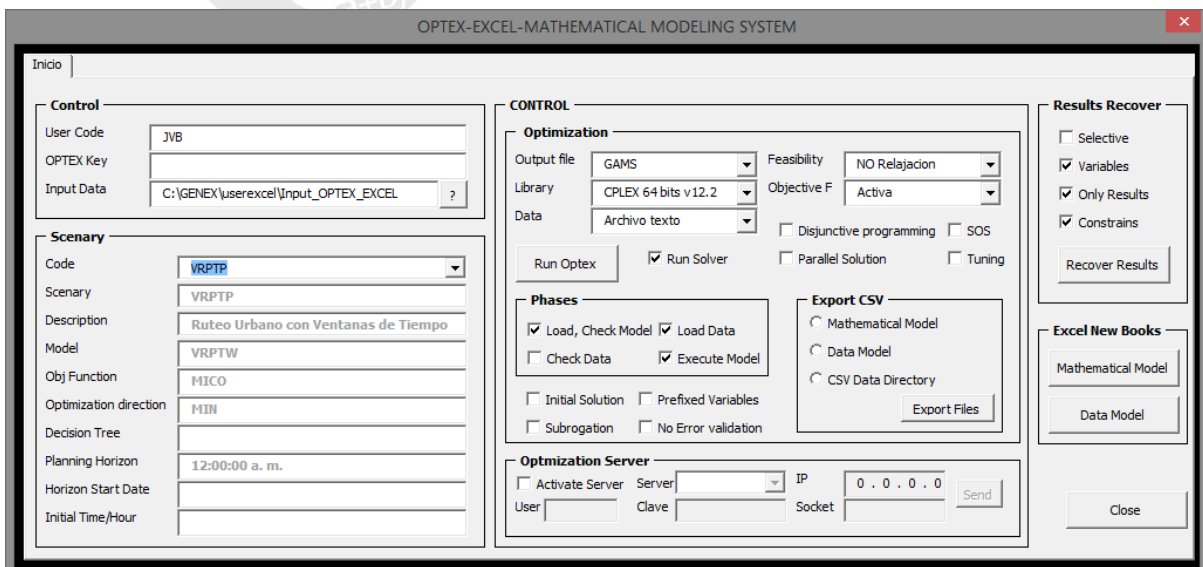 OPTEX-EXCEL-MATHEMATICAL MODELING SYSTEM
Inicio
Control
User Code JVB
OPTEX Key
Input Data C:\GENEX\userexcel\Input_OPTEX_EXCEL ?
Scenary
Code VRPTP
Scenary VRPTP
Description Ruteo Urbano con Ventanas de Tiempo
Model VRPTW
Obj Function MICO
Optimization direction MIN
Decision Tree
Planning Horizon 12:00:00 a. m.
Horizon Start Date
Initial Time/Hour
CONTROL
Optimization
Output file GAMS Feasibility NO Relajacion
Library CPLEX 64 bits v12.2 Objective F Activa
Data Archivo texto
Disjunctive programming SOS
Run Optex Run Solver Parallel Solution Tuning
Phases
Load, Check Model Load Data
Check Data Execute Model
Initial Solution Prefixed Variables
Subrogation No Error validation
Export CSV
Mathematical Model
Data Model
CSV Data Directory
Export Files
Optmization Server
Activate Server Server IP 0 . 0 . 0 . 0 Send
User Clave Socket
Results Recover
Selective
Variables
Only Results
Constrains
Recover Results
Excel New Books
Mathematical Model
Data Model
Close